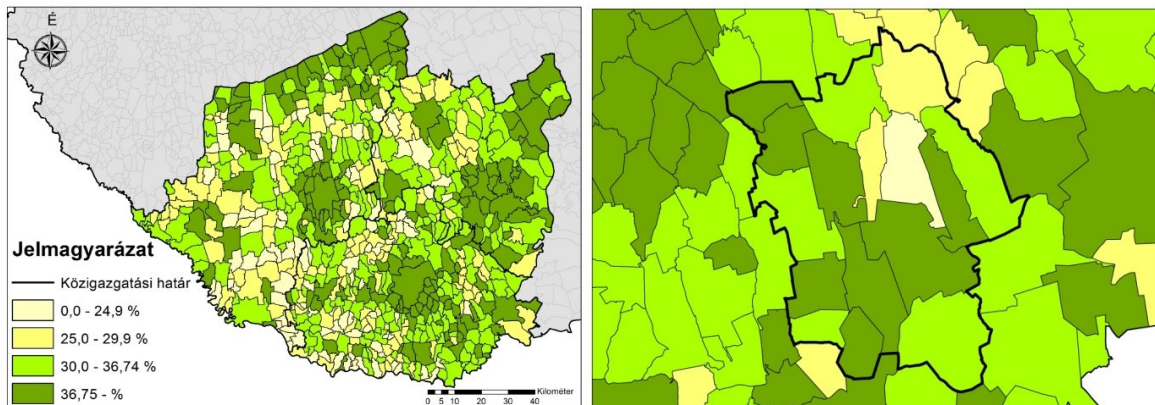 É
Jelmagyarázat
Közigazgatási határ
0,0 - 24,9 %
25,0 - 29,9 %
30,0 - 36,74 %
36,75 - %
Kilométer
0 5 10 20 30 40